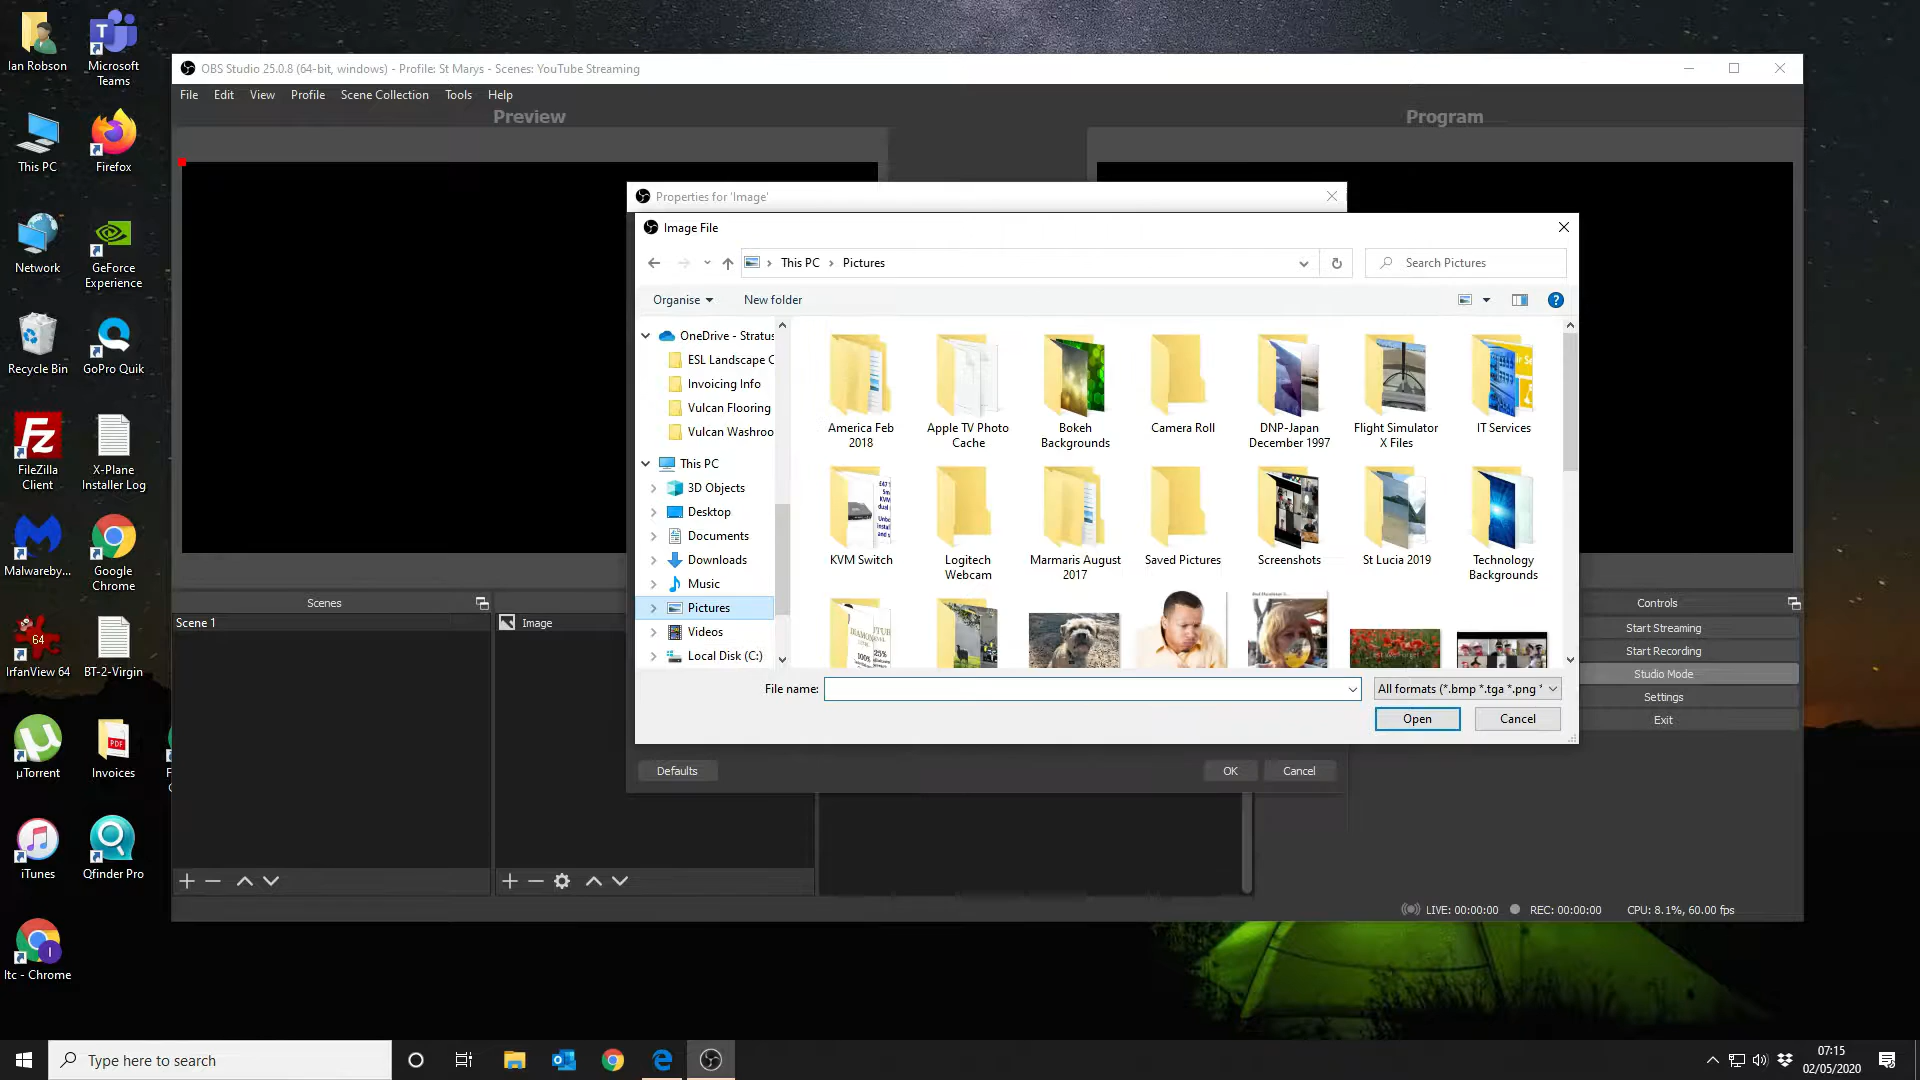 Ian Robson
Microsoft
Teams
This PC
Firefox
Network
GeForce
Experience
Recycle Bin
GoPro Quik
FileZilla
Client
X-Plane
Installer Log
Malwareby...
Google
Chrome
IrfanView 64
BT-2-Virgin
µTorrent
Invoices
iTunes
Qfinder Pro
ltc - Chrome
OBS Studio 25.0.8 (64-bit, windows) - Profile: St Marys - Scenes: YouTube Streaming
File Edit View Profile Scene Collection Tools Help
Preview
Program
Properties for 'Image'
Image File
This PC
Pictures
Search Pictures
Organise
New folder
OneDrive - Stratus
ESL Landscape C
Invoicing Info
Vulcan Flooring
Vulcan Washroo
This PC
3D Objects
Desktop
Documents
Downloads
Music
Pictures
Videos
Local Disk (C:)
America Feb
2018
Apple TV Photo
Cache
Bokeh
Backgrounds
Camera Roll
DNP-Japan
December 1997
Flight Simulator
X Files
IT Services
KVM Switch
Logitech
Webcam
Marmaris August
2017
Saved Pictures
Screenshots
St Lucia 2019
Technology
Backgrounds
File name:
All formats (*.bmp *.tga *.png *
Open
Cancel
Defaults
OK
Cancel
Scenes
Scene 1
Image
Controls
Start Streaming
Start Recording
Studio Mode
Settings
Exit
LIVE: 00:00:00
REC: 00:00:00
CPU: 8.1%, 60.00 fps
Type here to search
07:15
02/05/2020